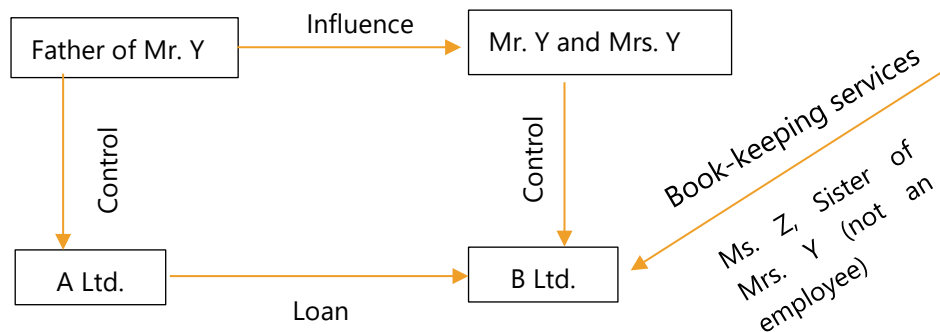 Father of Mr. Y
Influence
Mr. Y and Mrs. Y
Control
Control
Book-keeping services
Ms. Z, Sister of
Mrs. Y (not an
employee)
A Ltd.
Loan
B Ltd.